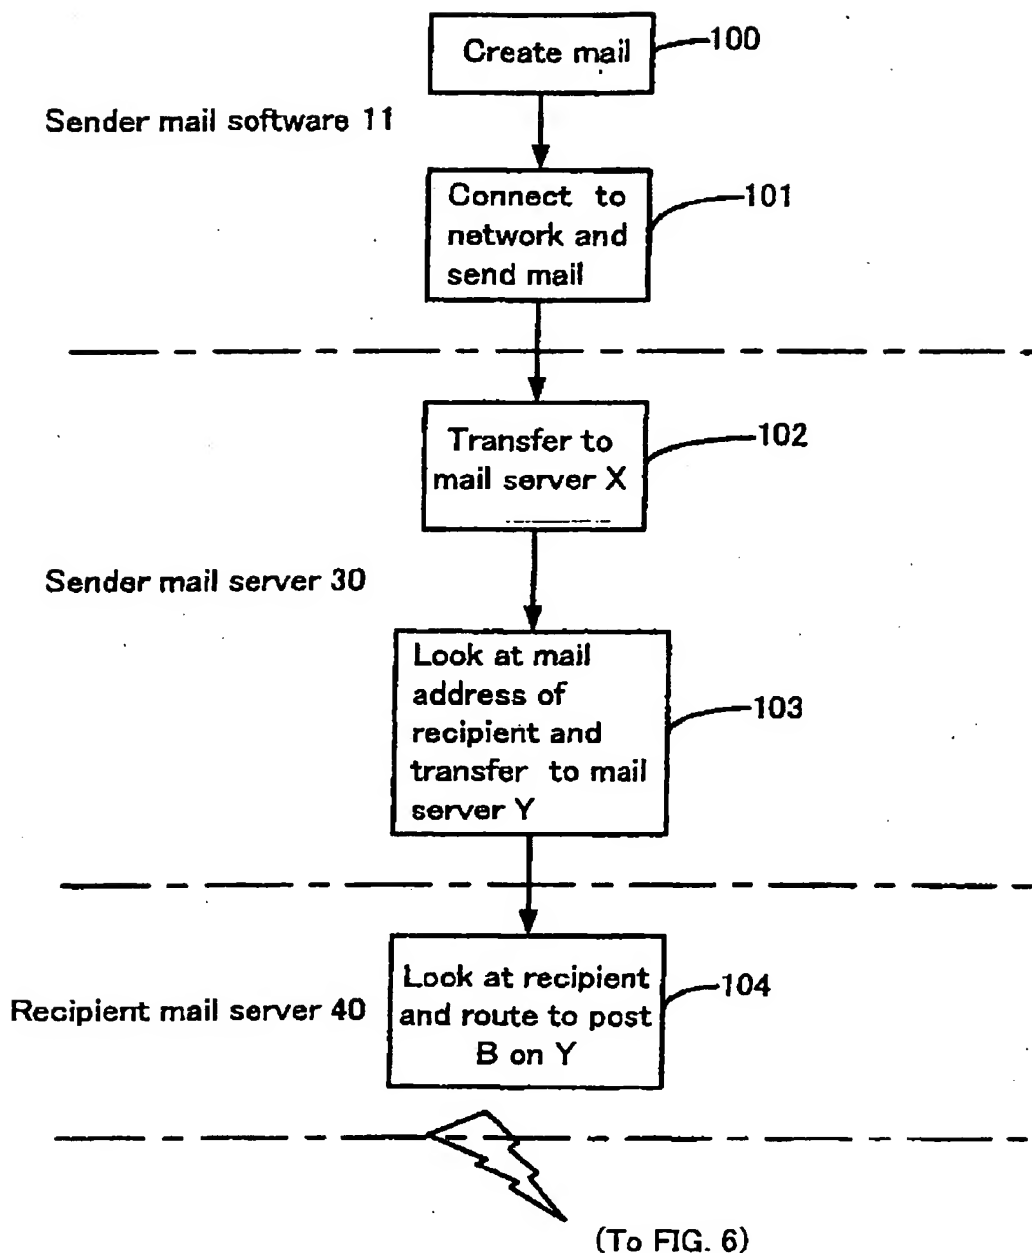 Create mail
100
Sender mail software 11
Connect to
network and
send mail
101
Transfer to
mail server X
102
Sender mail server 30
Look at mail
address of
recipient and
transfer to mail
server Y
103
Recipient mail server 40
Look at recipient
and route to post
B on Y
104
(To FIG. 6)